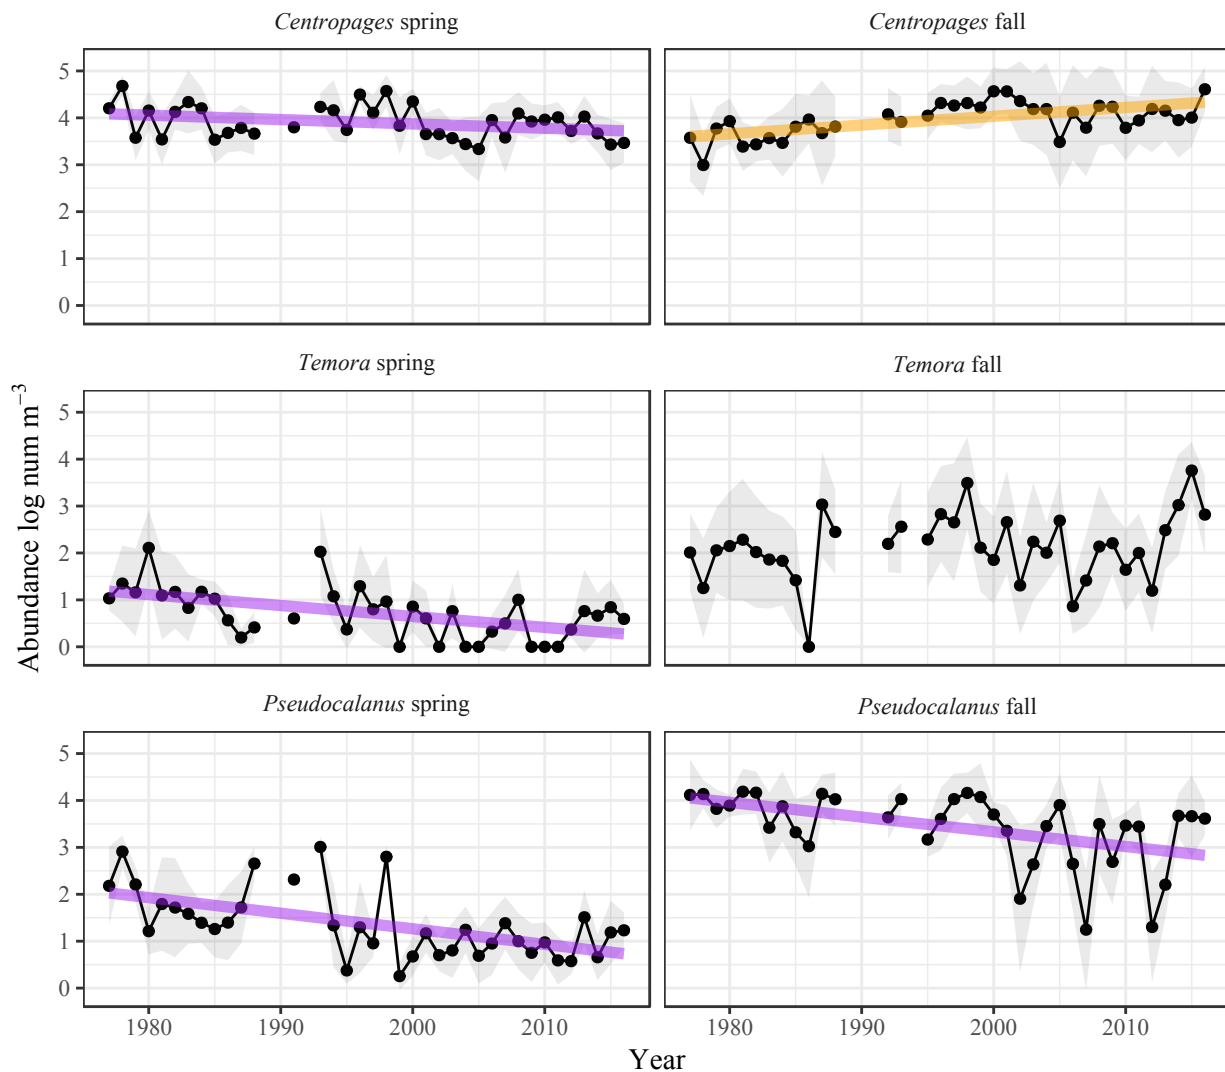 Centropages spring
Centropages fall
5
4
3
2
1
0
Temora spring
Temora fall
5
4
3
2
1
0
Abundance log num m⁻³
Pseudocalanus spring
Pseudocalanus fall
5
4
3
2
1
0
1980 1990 2000 2010
1980 1990 2000 2010
Year